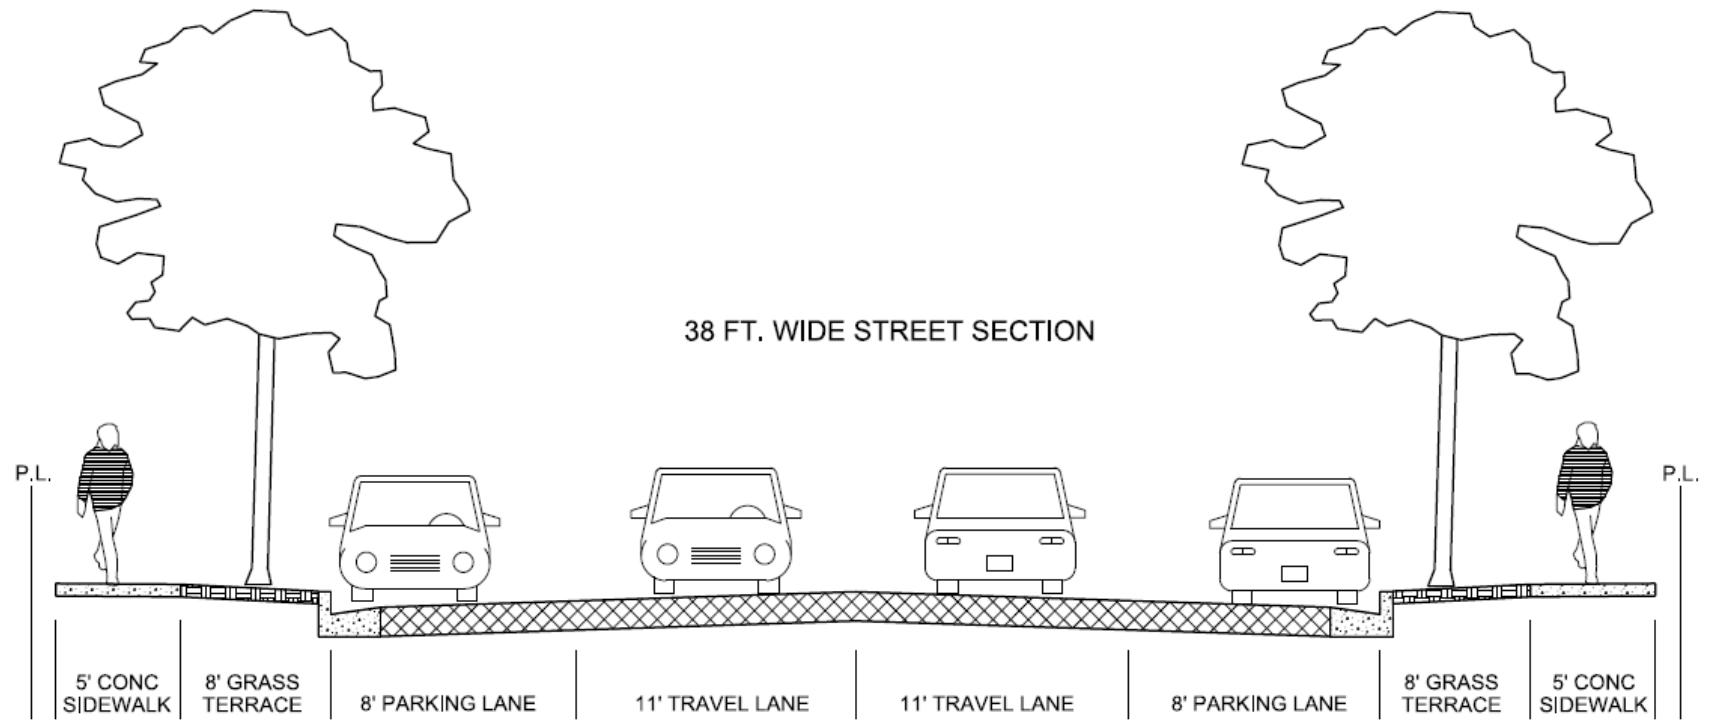 38 FT. WIDE STREET SECTION
P.L.
P.L.
5' CONC
SIDEWALK
8' GRASS
TERRACE
8' PARKING LANE
11' TRAVEL LANE
11' TRAVEL LANE
8' PARKING LANE
8' GRASS
TERRACE
5' CONC
SIDEWALK